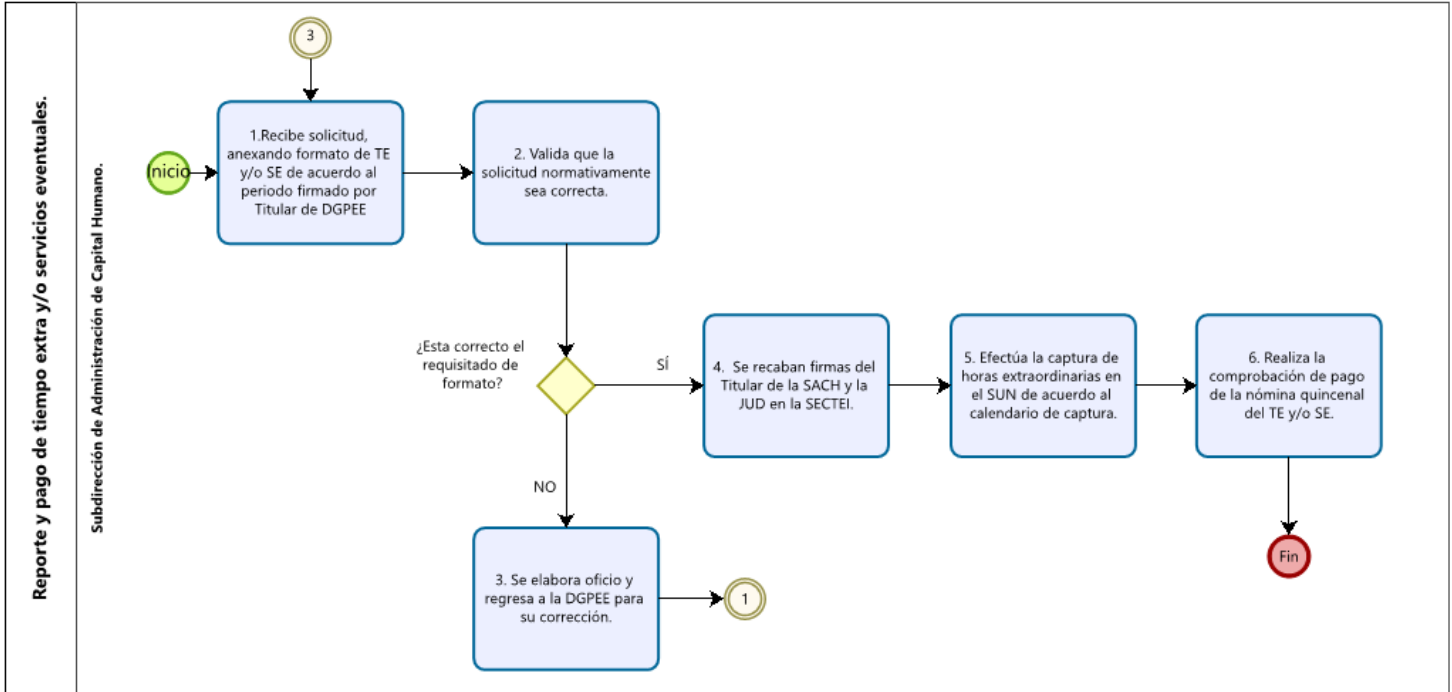 Reporte y pago de tiempo extra y/o servicios eventuales.
Subdirección de Administración de Capital Humano.
3
Inicio
1.Recibe solicitud,
anexando formato de TE
y/o SE de acuerdo al
periodo firmado por
Titular de DGPEE
2. Valida que la
solicitud normativamente
sea correcta.
¿Esta correcto el
requisitado de
formato?
SÍ
4. Se recaban firmas del
Titular de la SACH y la
JUD en la SECTEI.
5. Efectúa la captura de
horas extraordinarias en
el SUN de acuerdo al
calendario de captura.
6. Realiza la
comprobación de pago
de la nómina quincenal
del TE y/o SE.
NO
Fin
3. Se elabora oficio y
regresa a la DGPEE para
su corrección.
1